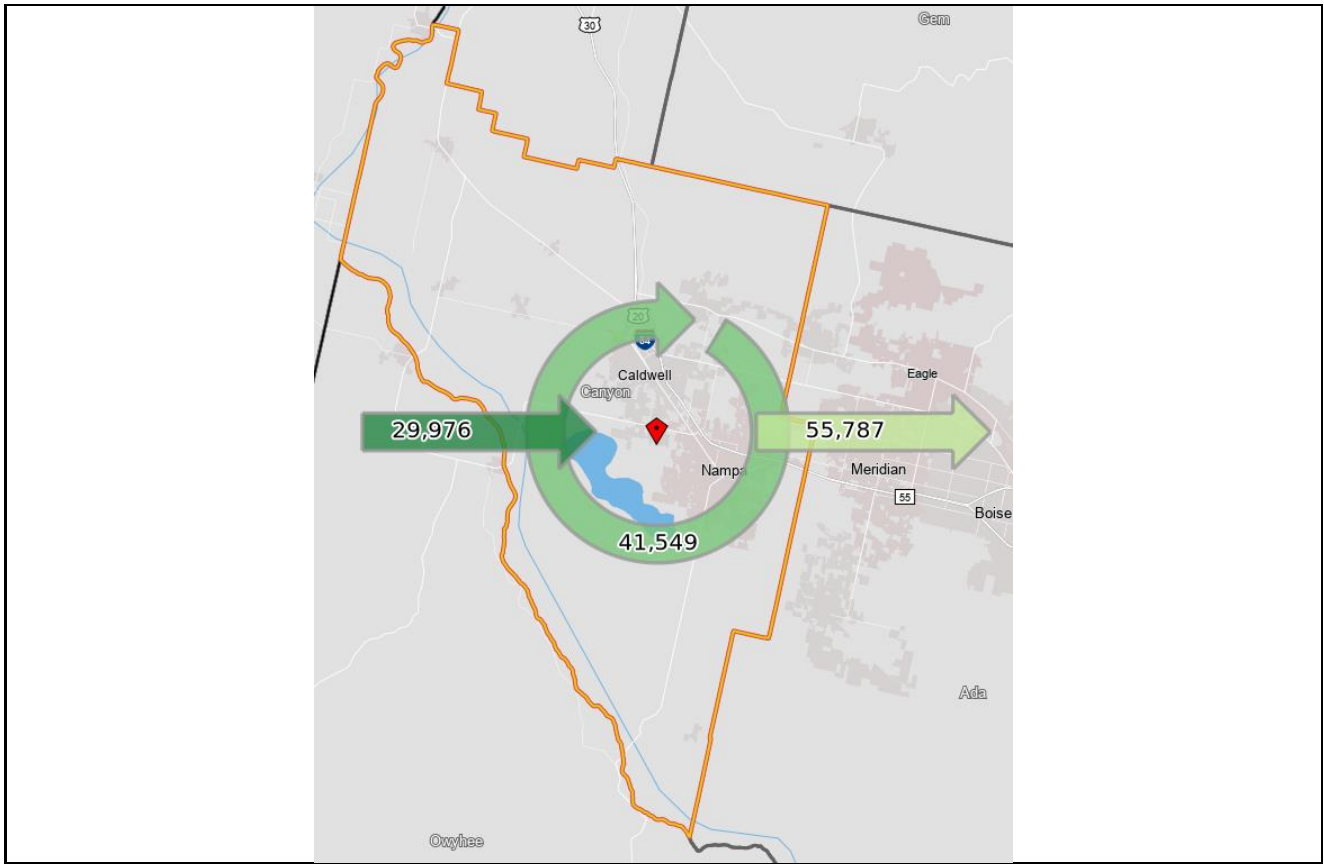 Gem
30
20
84
Eagle
Caldwell
Canyon
29,976
55,787
Nampa
Meridian
55
Boise
41,549
Ada
Owyhee